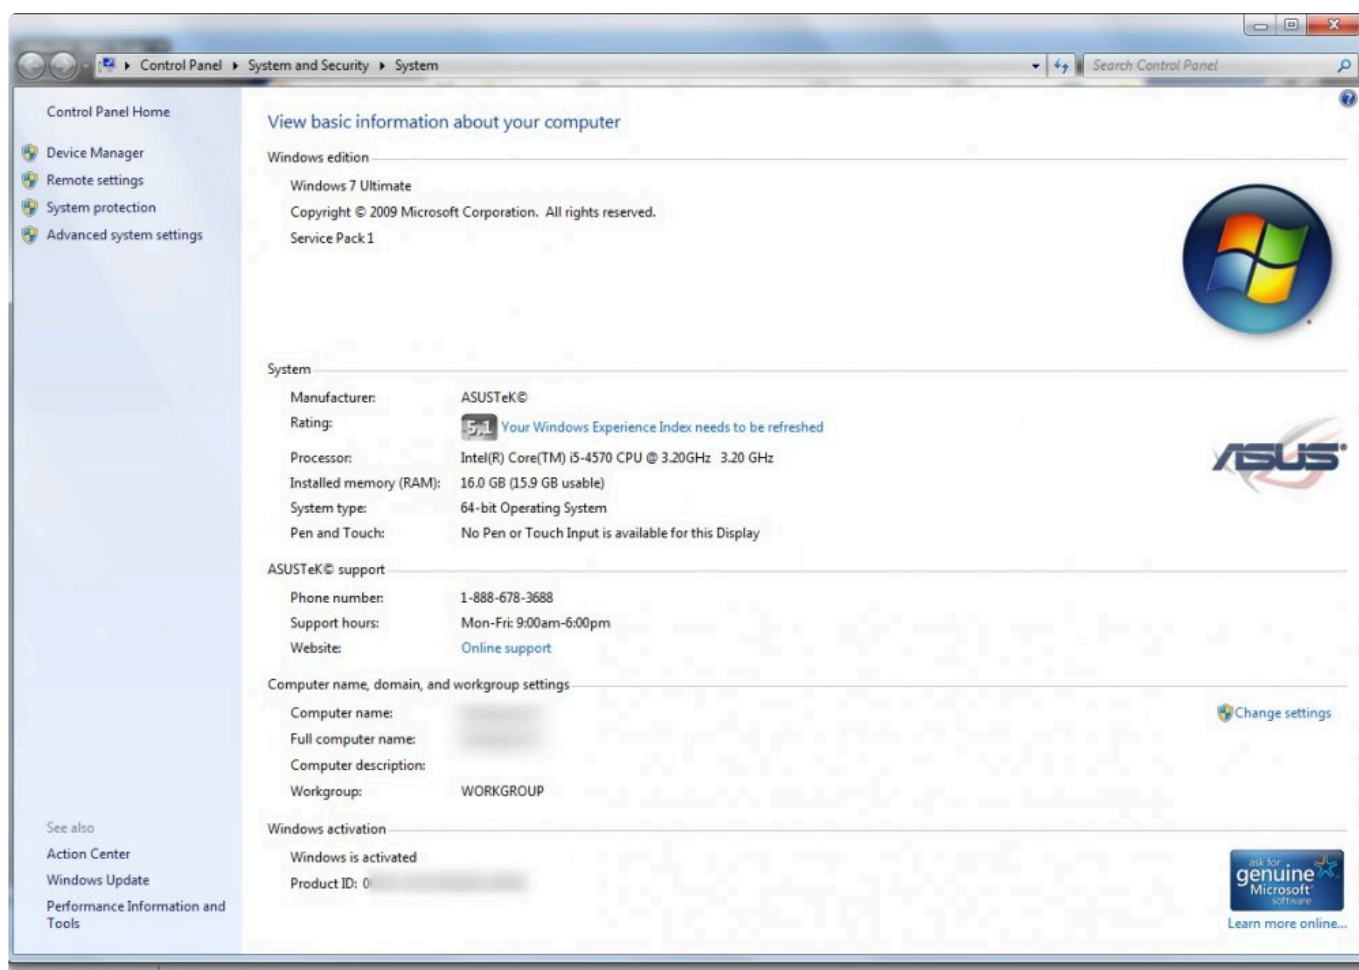 Control Panel ▸ System and Security ▸ System
Search Control Panel
Control Panel Home
Device Manager
Remote settings
System protection
Advanced system settings
See also
Action Center
Windows Update
Performance Information and
Tools
View basic information about your computer
Windows edition
Windows 7 Ultimate
Copyright © 2009 Microsoft Corporation. All rights reserved.
Service Pack 1
System
Manufacturer: ASUSTeK©
Rating: 5,1 Your Windows Experience Index needs to be refreshed
Processor: Intel(R) Core(TM) i5-4570 CPU @ 3.20GHz 3.20 GHz
Installed memory (RAM): 16.0 GB (15.9 GB usable)
System type: 64-bit Operating System
Pen and Touch: No Pen or Touch Input is available for this Display
ASUS
ASUSTeK© support
Phone number: 1-888-678-3688
Support hours: Mon-Fri: 9:00am-6:00pm
Website: Online support
Computer name, domain, and workgroup settings
Computer name:
Change settings
Full computer name:
Computer description:
Workgroup: WORKGROUP
Windows activation
Windows is activated
Product ID: 0
ask for
genuine
Microsoft
software
Learn more online...